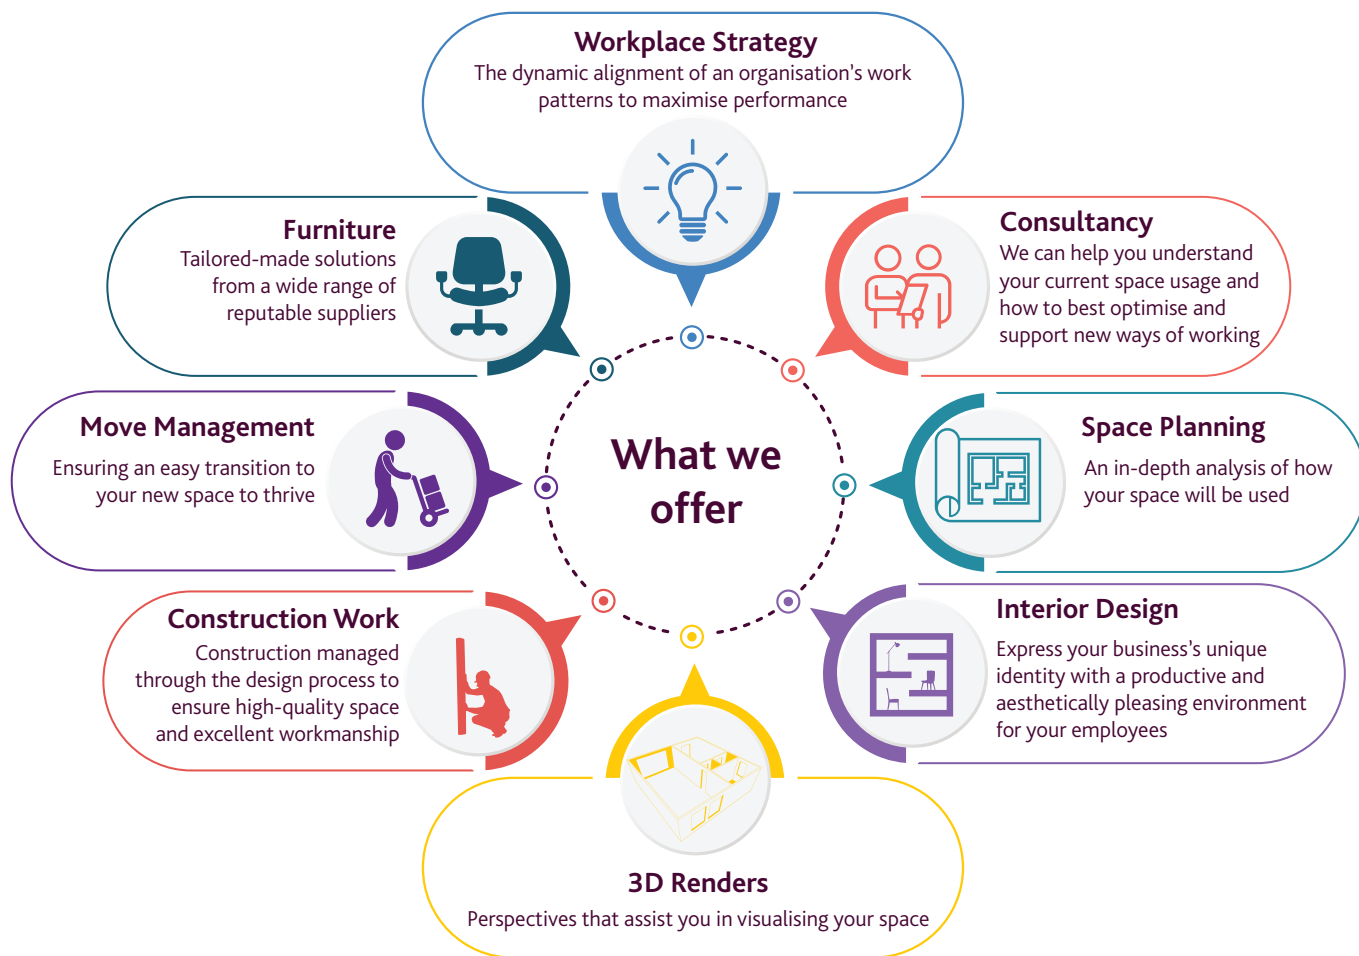 Workplace Strategy
The dynamic alignment of an organisation's work
patterns to maximise performance
Consultancy
We can help you understand
your current space usage and
how to best optimise and
support new ways of working
Space Planning
An in-depth analysis of how
your space will be used
Interior Design
Express your business's unique
identity with a productive and
aesthetically pleasing environment
for your employees
3D Renders
Perspectives that assist you in visualising your space
Construction Work
Construction managed
through the design process to
ensure high-quality space
and excellent workmanship
Move Management
Ensuring an easy transition to
your new space to thrive
Furniture
Tailored-made solutions
from a wide range of
reputable suppliers
What we
offer